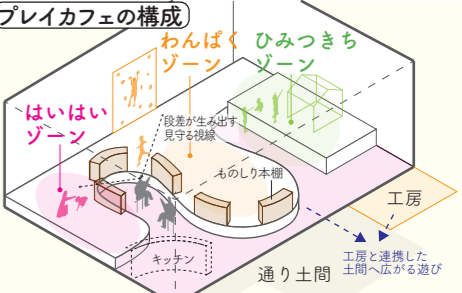 プレイカフェの構成
わんぱく
ゾーン
ひみつきち
ゾーン
はいはい
ゾーン
段差が生み出す
見守る視線
ものしり本棚
工房
キッチン
通り土間
工房と連携した
土間へ広がる遊び